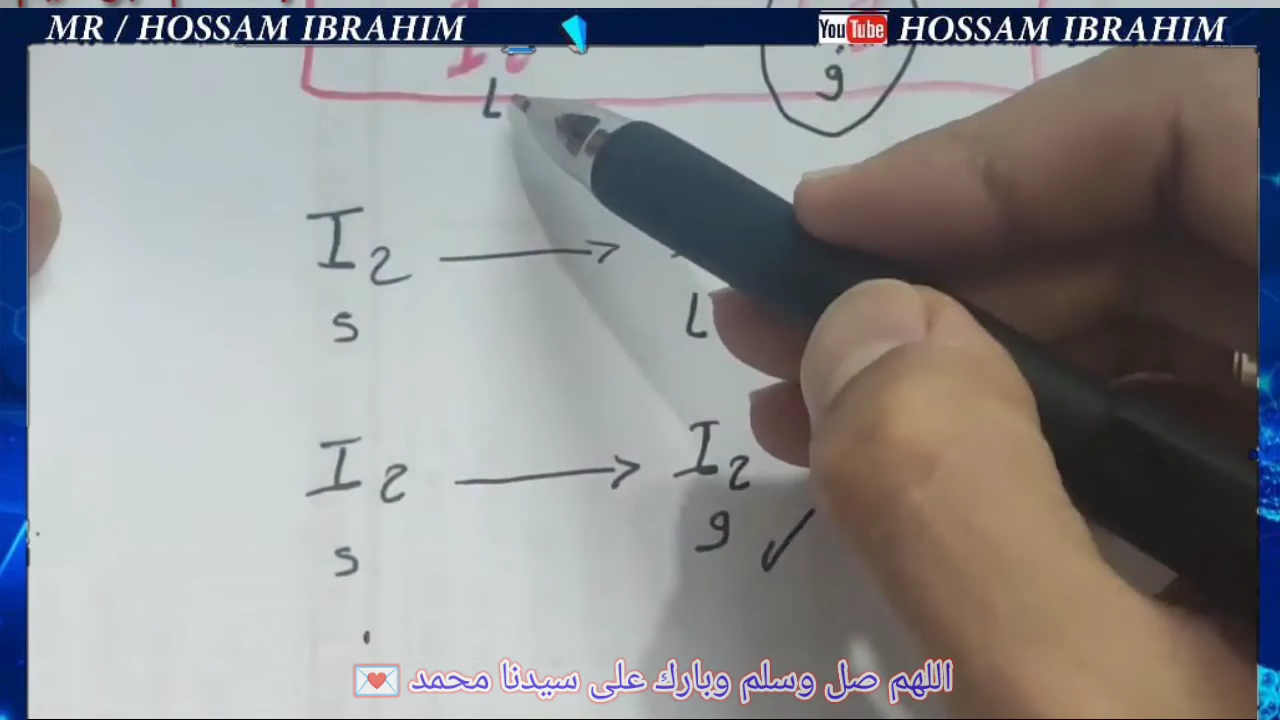 MR / HOSSAM IBRAHIM
YouTube HOSSAM IBRAHIM
L
g
I2 ⟶
s
L
I2 ⟶ I2
s
g ✓
اللهم صل وسلم وبارك على سيدنا محمد 💌